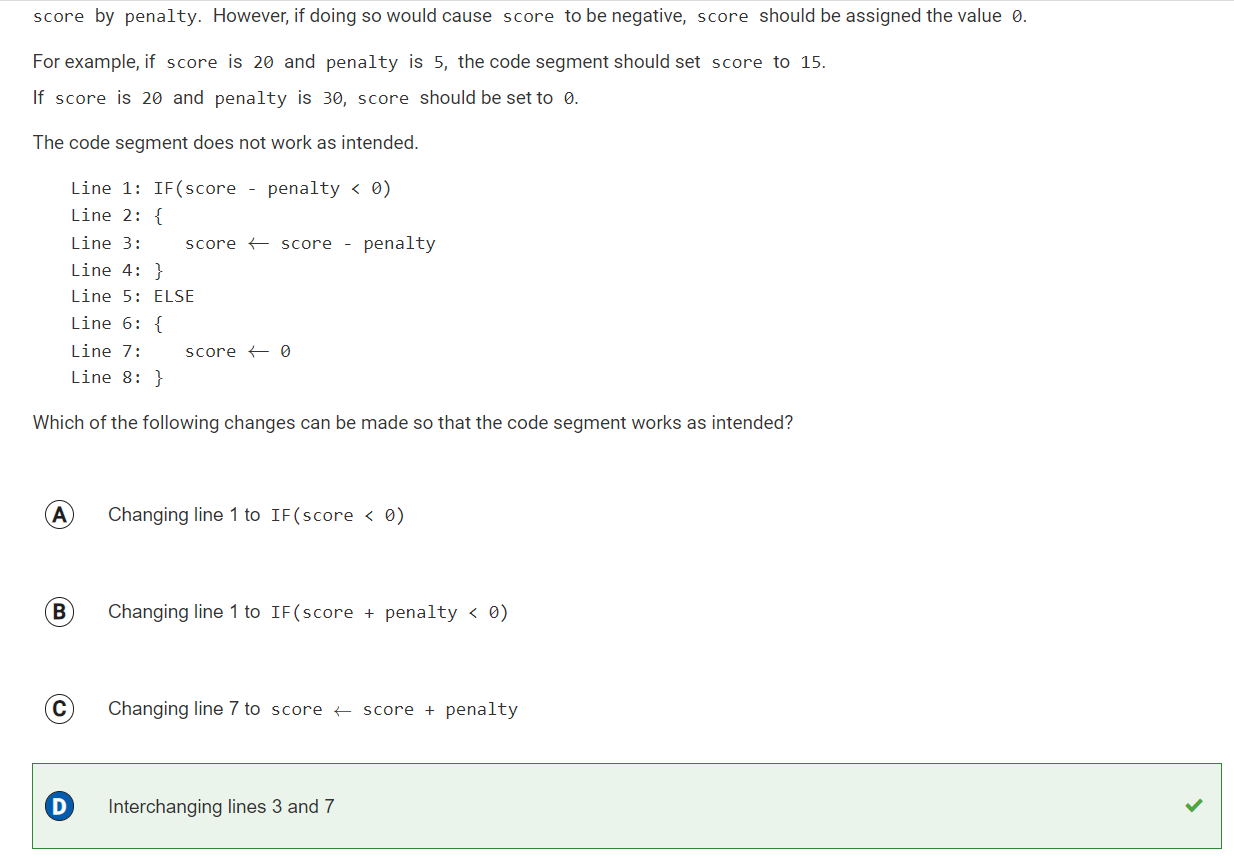 score by penalty. However, if doing so would cause score to be negative, score should be assigned the value 0.
For example, if score is 20 and penalty is 5, the code segment should set score to 15.
If score is 20 and penalty is 30, score should be set to 0.
The code segment does not work as intended.
Line 1: IF(score - penalty < 0)
Line 2: {
Line 3:    score ← score - penalty
Line 4: }
Line 5: ELSE
Line 6: {
Line 7:    score ← 0
Line 8: }
Which of the following changes can be made so that the code segment works as intended?
A Changing line 1 to IF(score < 0)
B Changing line 1 to IF(score + penalty < 0)
C Changing line 7 to score ← score + penalty
D Interchanging lines 3 and 7